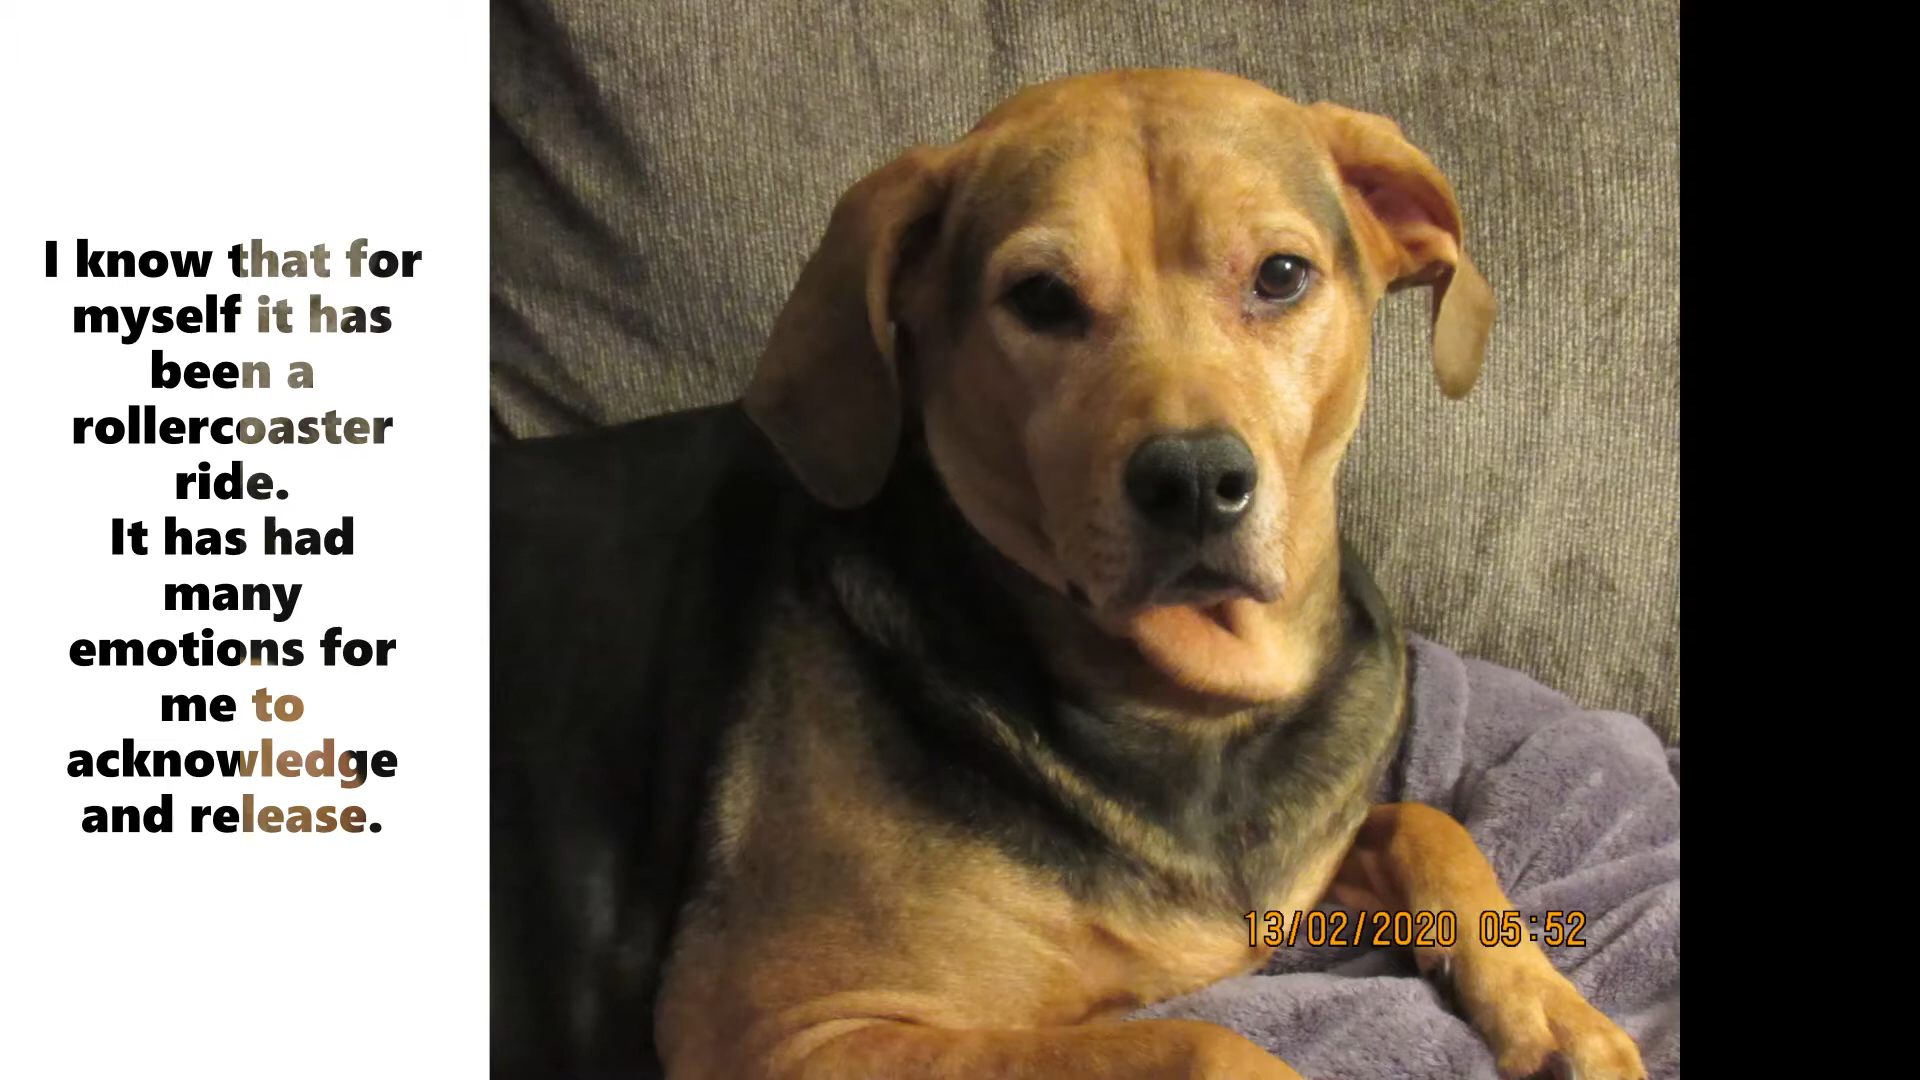 I know that for
myself it has
been a
rollercoaster
ride.
It has had
many
emotions for
me to
acknowledge
and release.
13/02/2020 05:52